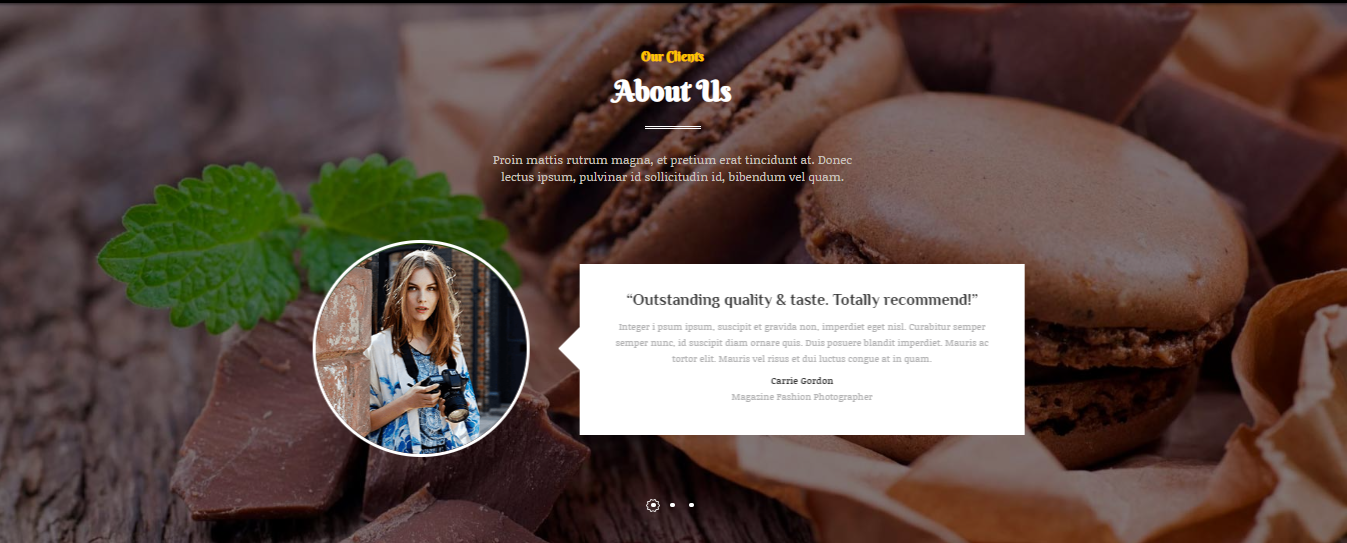 Our Clients
About Us
Proin mattis rutrum magna, et pretium erat tincidunt at. Donec
lectus ipsum, pulvinar id sollicitudin id, bibendum vel quam.
“Outstanding quality & taste. Totally recommend!”
Integer i psum ipsum, suscipit et gravida non, imperdiet eget nisl. Curabitur semper
semper nunc, id suscipit diam ornare quis. Duis posuere blandit imperdiet. Mauris ac
tortor elit. Mauris vel risus et dui luctus congue at in quam.
Carrie Gordon
Magazine Fashion Photographer